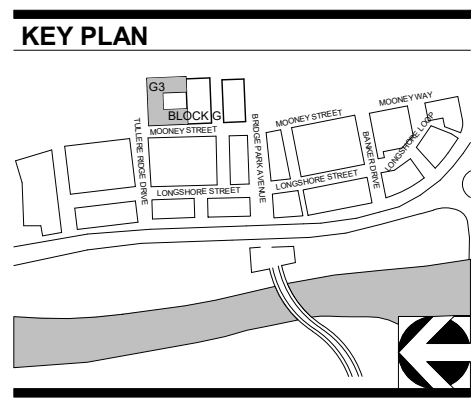 KEY PLAN
G3
BLOCK G
MOONEY STREET
TULLERE RIDGE DRIVE
LONGSHORE STREET
BRIDGE PARK AVENUE
MOONEY STREET
LONGSHORE STREET
BANKER DRIVE
MOONEY WAY
LONGSHORE LOOP